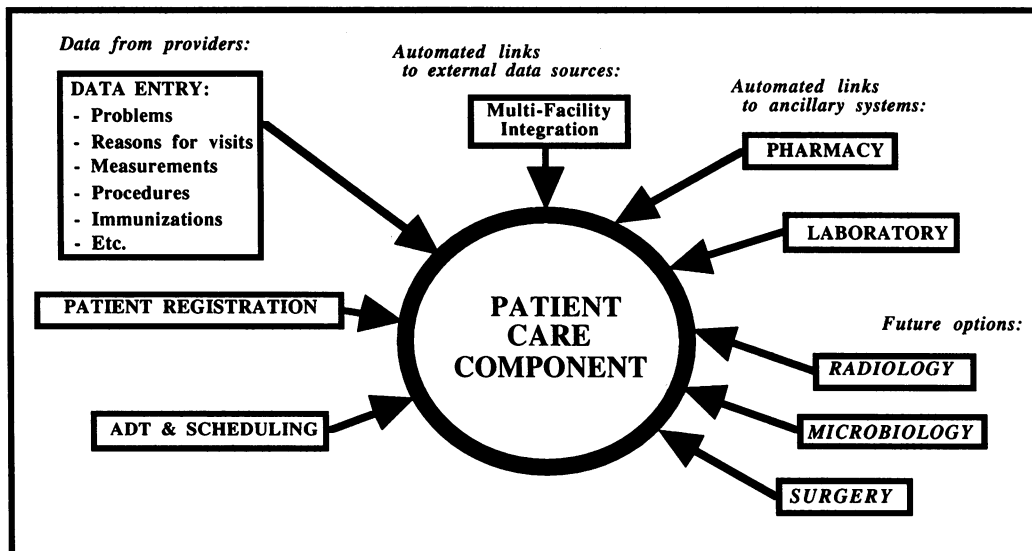 Data from providers:
DATA ENTRY:
- Problems
- Reasons for visits
- Measurements
- Procedures
- Immunizations
- Etc.
PATIENT REGISTRATION
ADT & SCHEDULING
Automated links
to external data sources:
Multi-Facility
Integration
PATIENT
CARE
COMPONENT
Automated links
to ancillary systems:
PHARMACY
LABORATORY
Future options:
RADIOLOGY
MICROBIOLOGY
SURGERY